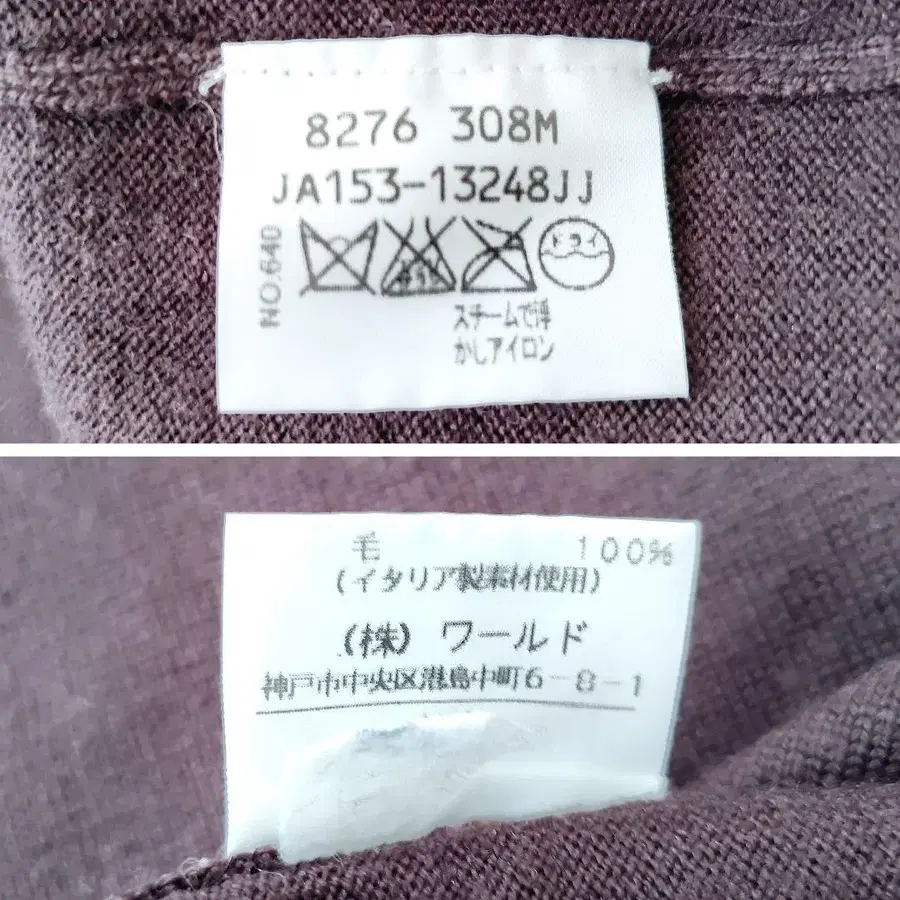 8276 308M
JA153-13248JJ
NO.640
ドライ
スチームで浮
かしアイロン
毛 100%
(イタリア製素材使用)
(株) ワールド
神戸市中央区港島中町6-8-1